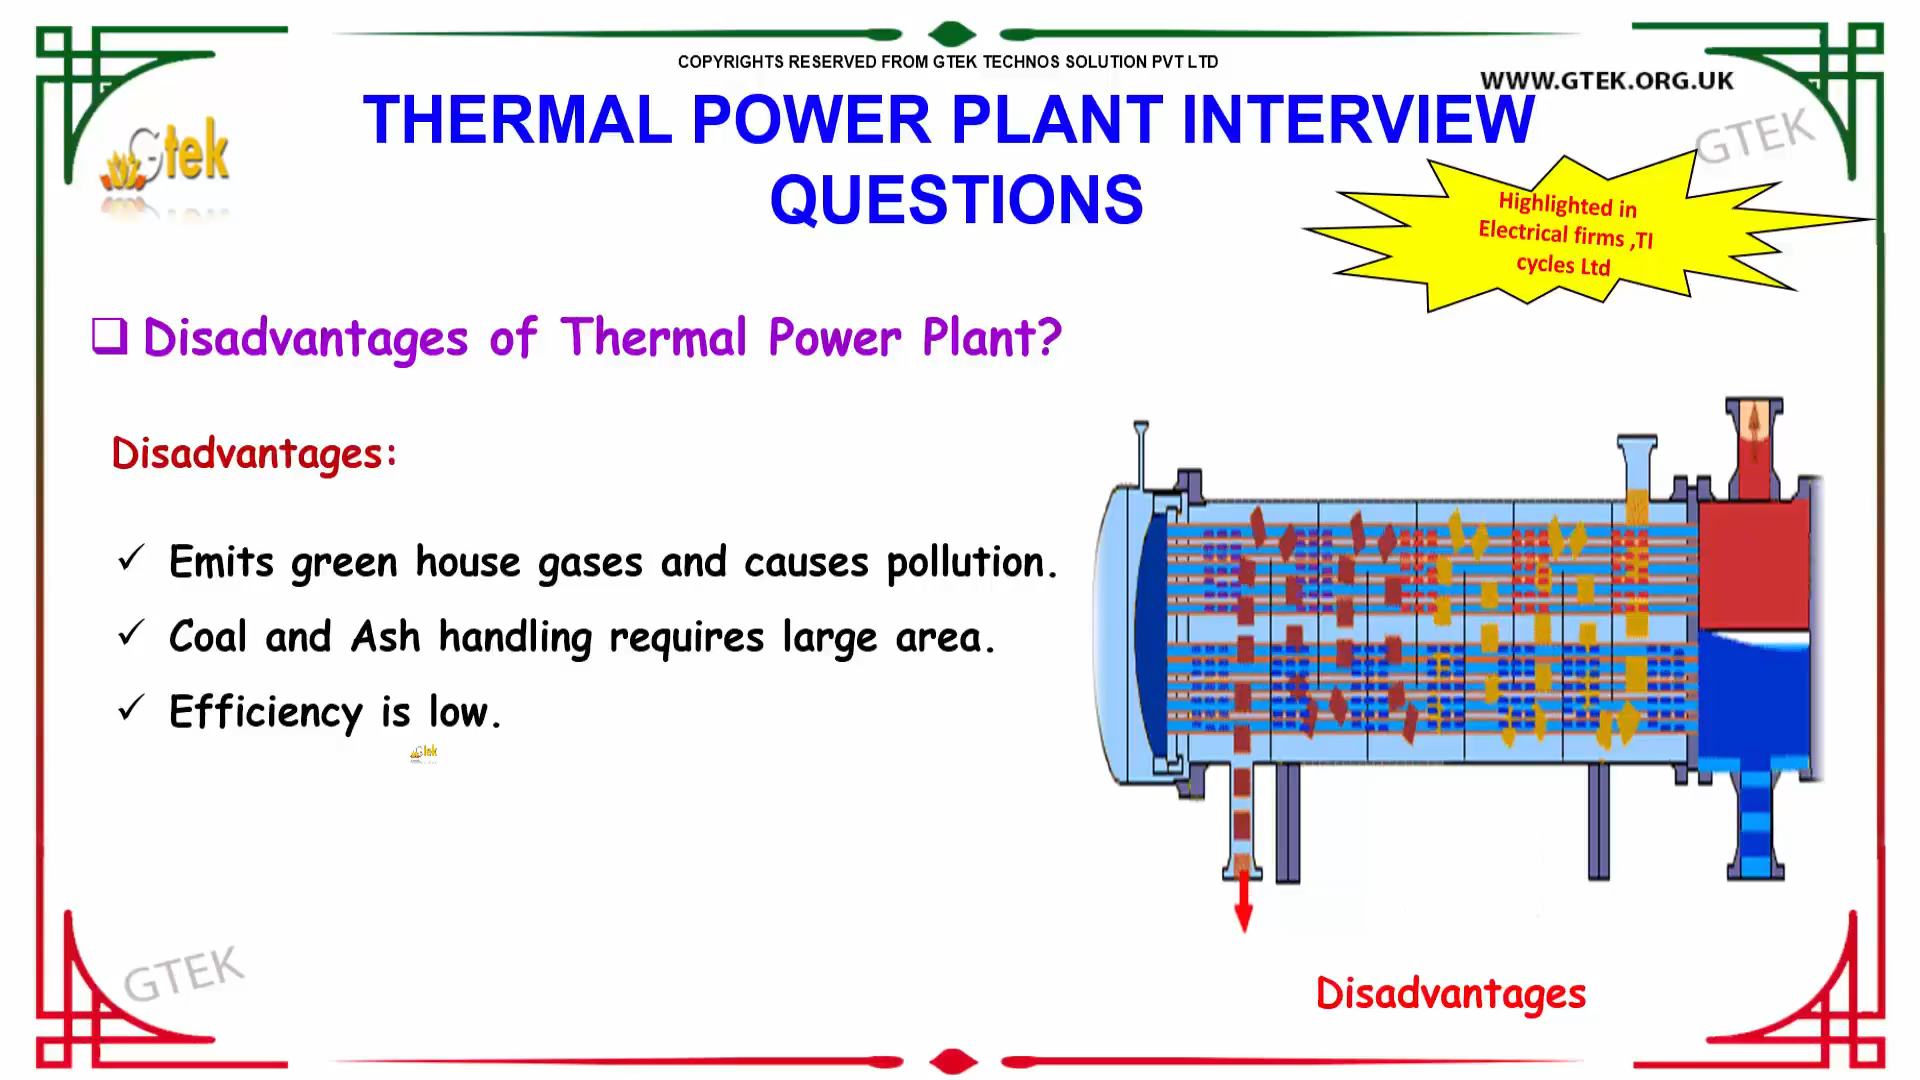 COPYRIGHTS RESERVED FROM GTEK TECHNOS SOLUTION PVT LTD
WWW.GTEK.ORG.UK
THERMAL POWER PLANT INTERVIEW
QUESTIONS
GTEK
Gtek
Highlighted in
Electrical firms ,TI
cycles Ltd
Disadvantages of Thermal Power Plant?
Disadvantages:
✓ Emits green house gases and causes pollution.
✓ Coal and Ash handling requires large area.
✓ Efficiency is low.
Gtek
GTEK
Disadvantages